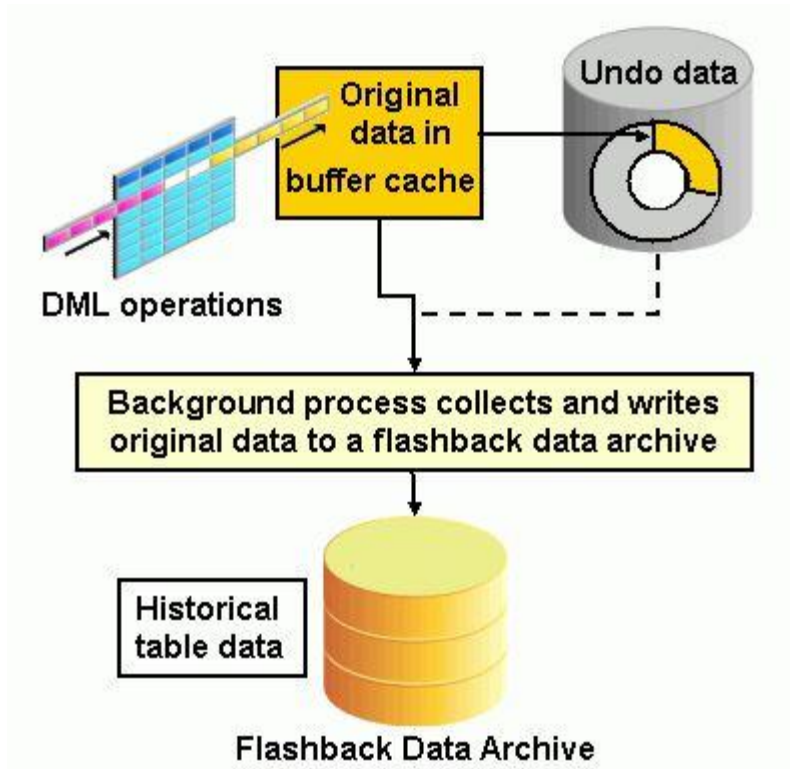 Original
data in
buffer cache
Undo data
DML operations
Background process collects and writes
original data to a flashback data archive
Historical
table data
Flashback Data Archive